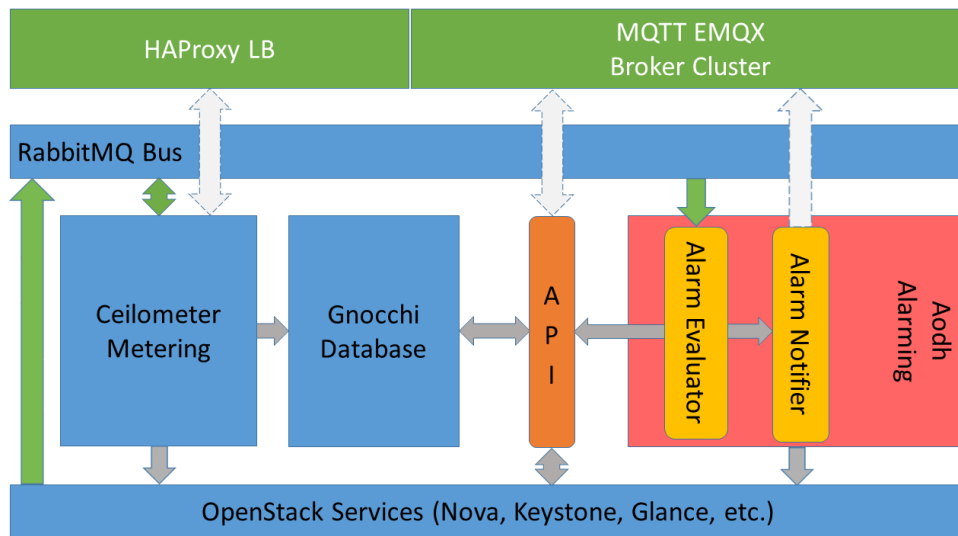 HAProxy LB
MQTT EMQX
Broker Cluster
RabbitMQ Bus
Ceilometer
Metering
Gnocchi
Database
A
P
I
Alarm Evaluator
Alarm Notifier
Aodh
Alarming
OpenStack Services (Nova, Keystone, Glance, etc.)